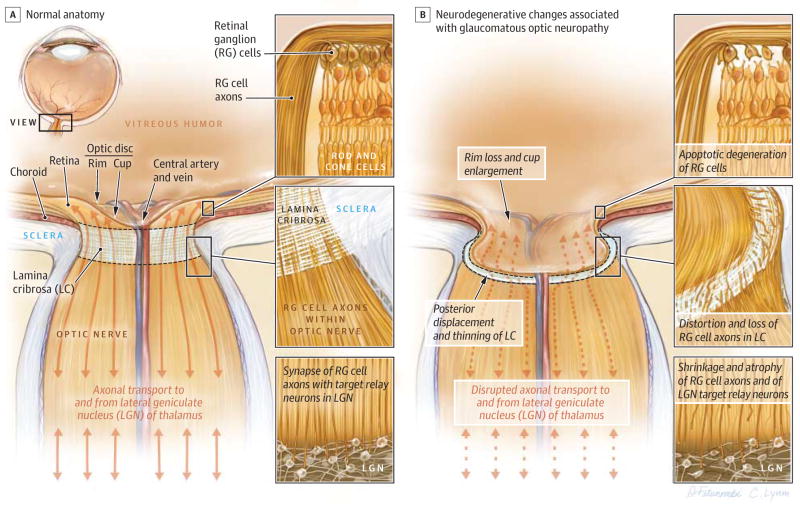 A Normal anatomy
VIEW
VITREOUS HUMOR
Retinal
ganglion
(RG) cells
RG cell
axons
ROD AND
CONE CELLS
Optic disc
Rim Cup
Central artery
and vein
Retina
Choroid
SCLERA
Lamina
cribrosa (LC)
LAMINA
CRIBROSA
SCLERA
RG CELL AXONS
WITHIN
OPTIC NERVE
OPTIC NERVE
Axonal transport to
and from lateral geniculate
nucleus (LGN) of thalamus
Synapse of RG cell
axons with target relay
neurons in LGN
LGN
B Neurodegenerative changes associated
with glaucomatous optic neuropathy
Rim loss and cup
enlargement
Apoptotic degeneration
of RG cells
Posterior
displacement
and thinning of LC
Distortion and loss of
RG cell axons in LC
Disrupted axonal transport to
and from lateral geniculate
nucleus (LGN) of thalamus
Shrinkage and atrophy
of RG cell axons and of
LGN target relay neurons
LGN
C. Lynm